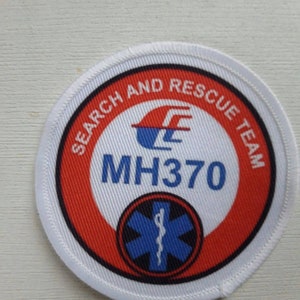 SEARCH AND RESCUE TEAM
MH370